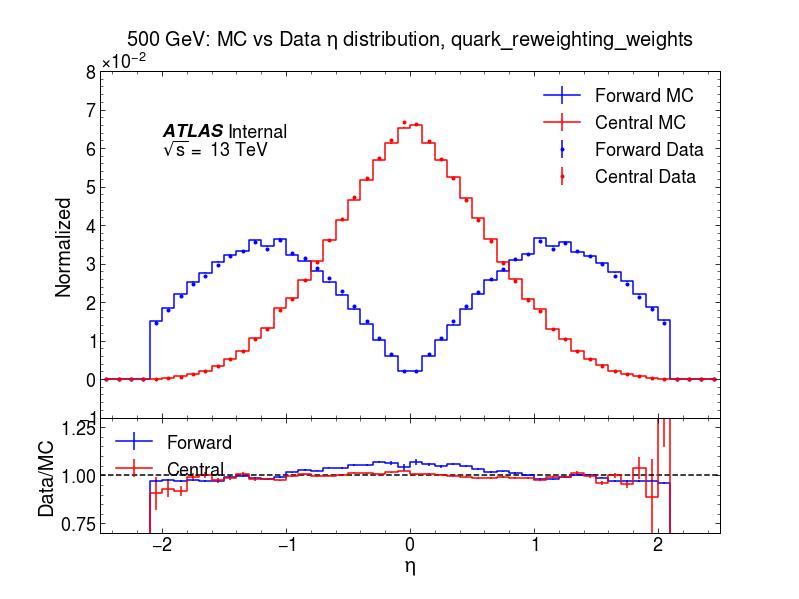 500 GeV: MC vs Data η distribution, quark_reweighting_weights
×10⁻²
8
7
6
5
4
3
2
1
0
−1
Normalized
ATLAS Internal
√s = 13 TeV
Forward MC
Central MC
Forward Data
Central Data
1.25
1.00
0.75
Data/MC
Forward
Central
−2 −1 0 1 2
η